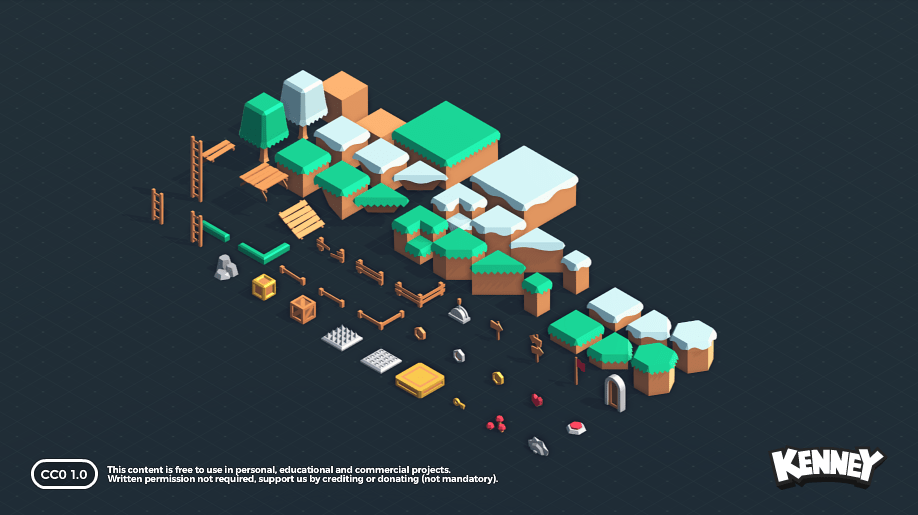 CC0 1.0
This content is free to use in personal, educational and commercial projects.
Written permission not required, support us by crediting or donating (not mandatory).
KENNEY